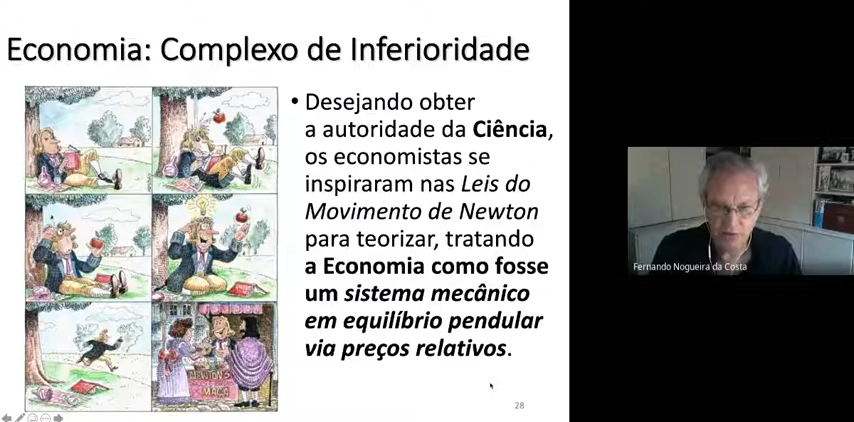 Economia: Complexo de Inferioridade
• Desejando obter
a autoridade da Ciência,
os economistas se
inspiraram nas Leis do
Movimento de Newton
para teorizar, tratando
a Economia como fosse
um sistema mecânico
em equilíbrio pendular
via preços relativos.
28
Fernando Nogueira da Costa